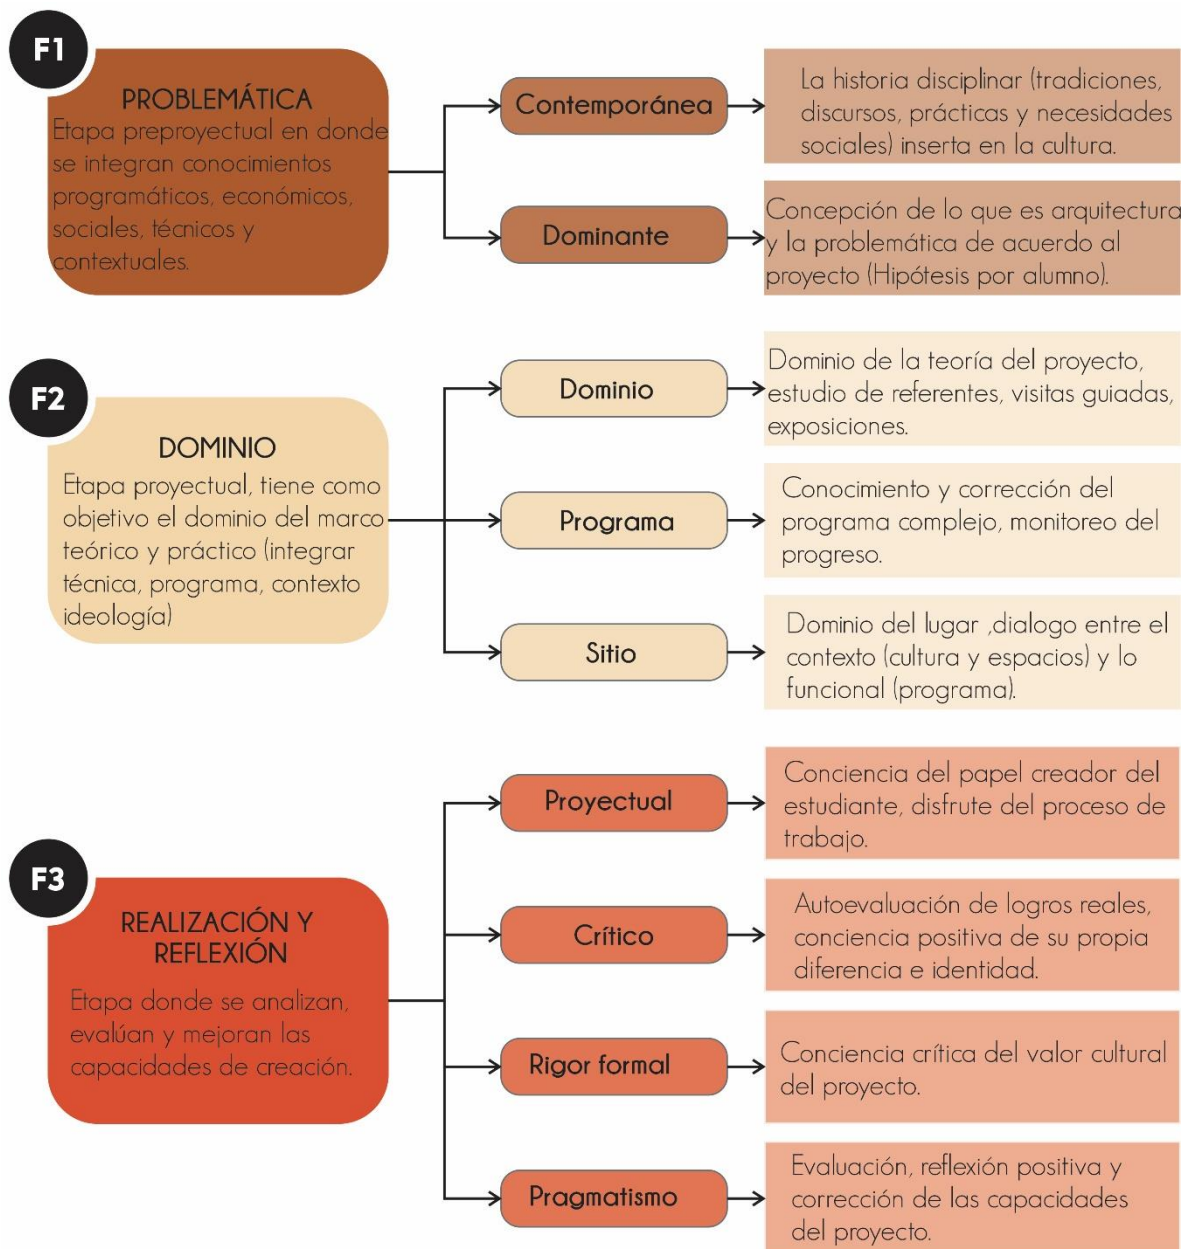 F1
PROBLEMÁTICA
Etapa preproyectual en donde
se integran conocimientos
programáticos, económicos,
sociales, técnicos y
contextuales.
Contemporánea
La historia disciplinar (tradiciones,
discursos, prácticas y necesidades
sociales) inserta en la cultura.
Dominante
Concepción de lo que es arquitectura
y la problemática de acuerdo al
proyecto (Hipótesis por alumno).
F2
DOMINIO
Etapa proyectual, tiene como
objetivo el dominio del marco
teórico y práctico (integrar
técnica, programa, contexto
ideología)
Dominio
Dominio de la teoría del proyecto,
estudio de referentes, visitas guiadas,
exposiciones.
Programa
Conocimiento y corrección del
programa complejo, monitoreo del
progreso.
Sitio
Dominio del lugar ,dialogo entre el
contexto (cultura y espacios) y lo
funcional (programa).
F3
REALIZACIÓN Y
REFLEXIÓN
Etapa donde se analizan,
evalúan y mejoran las
capacidades de creación.
Proyectual
Conciencia del papel creador del
estudiante, disfrute del proceso de
trabajo.
Crítico
Autoevaluación de logros reales,
conciencia positiva de su propia
diferencia e identidad.
Rigor formal
Conciencia crítica del valor cultural
del proyecto.
Pragmatismo
Evaluación, reflexión positiva y
corrección de las capacidades
del proyecto.